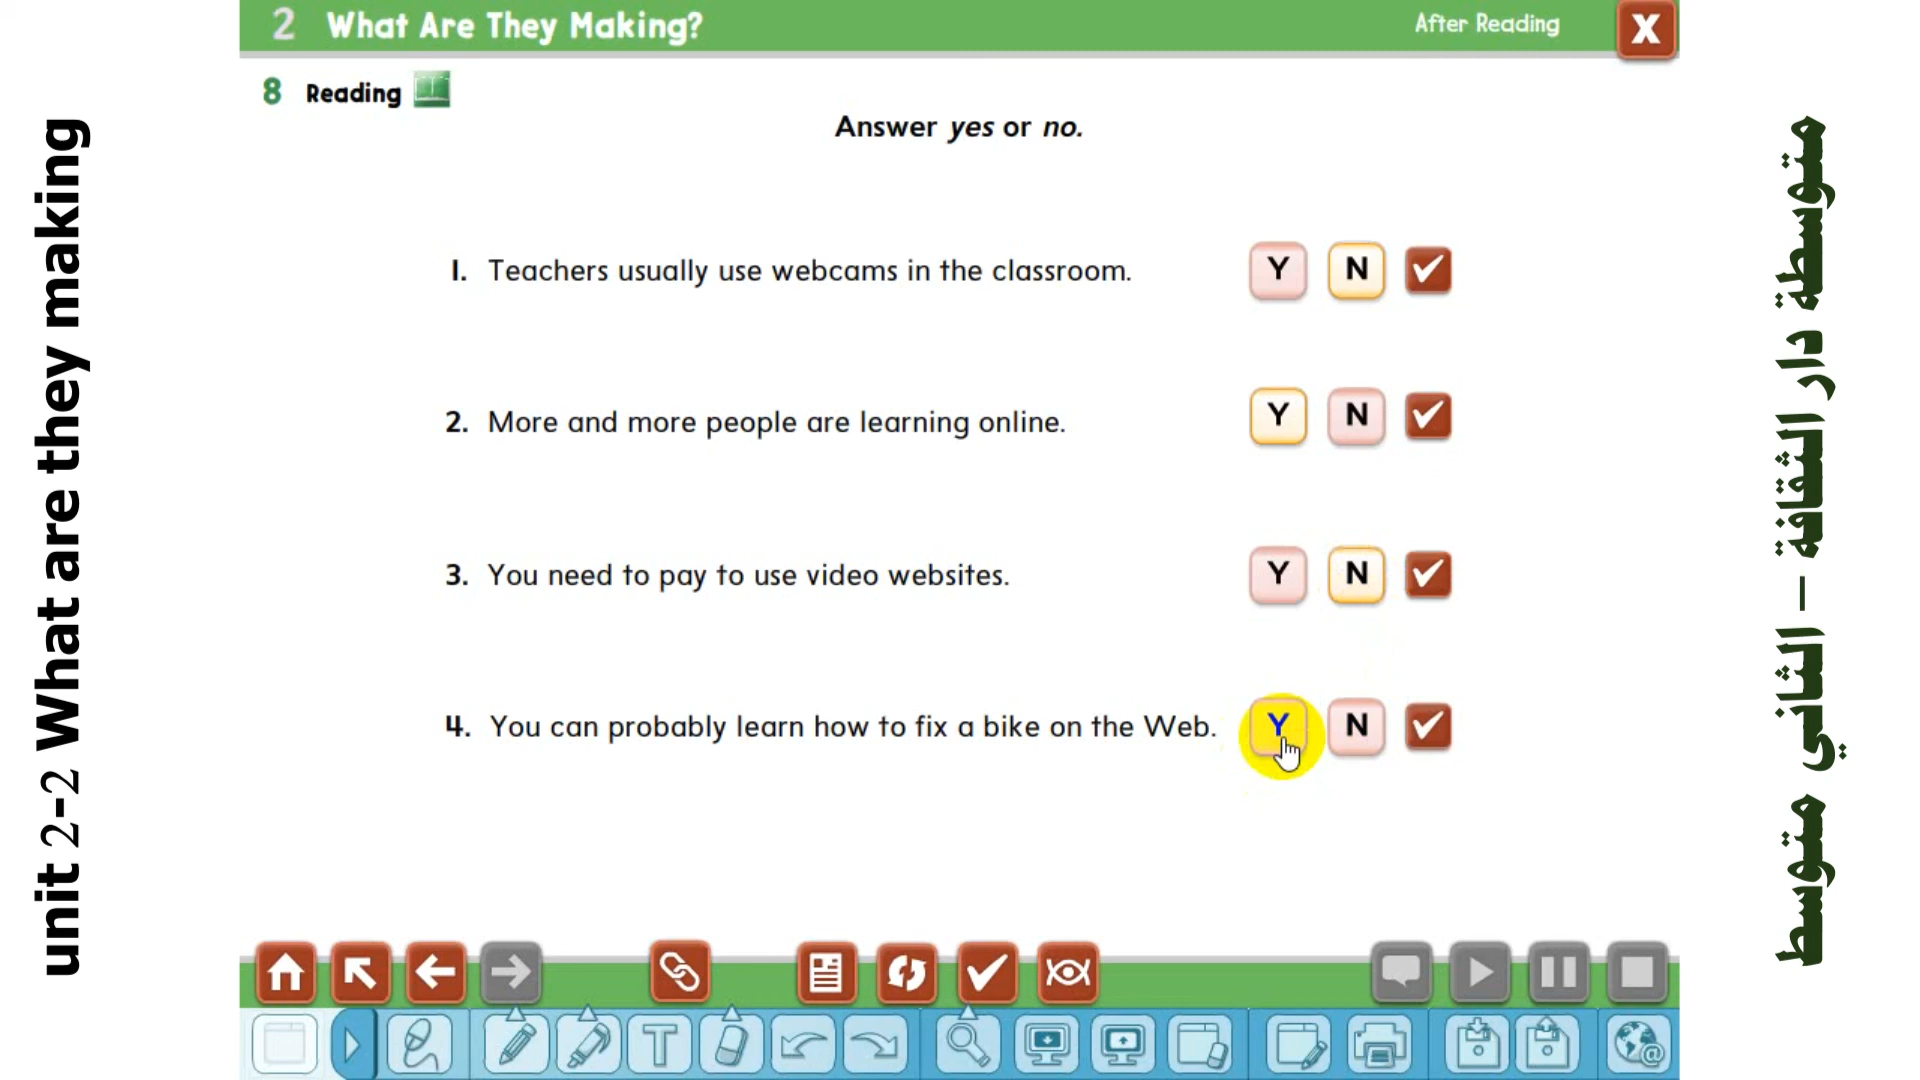 2 What Are They Making?
After Reading
X
8 Reading
Answer yes or no.
1. Teachers usually use webcams in the classroom.
Y N
2. More and more people are learning online.
Y N
3. You need to pay to use video websites.
Y N
4. You can probably learn how to fix a bike on the Web.
Y N
unit 2-2 What are they making
متوسطة دار الثقافة – الثاني متوسط
T
@